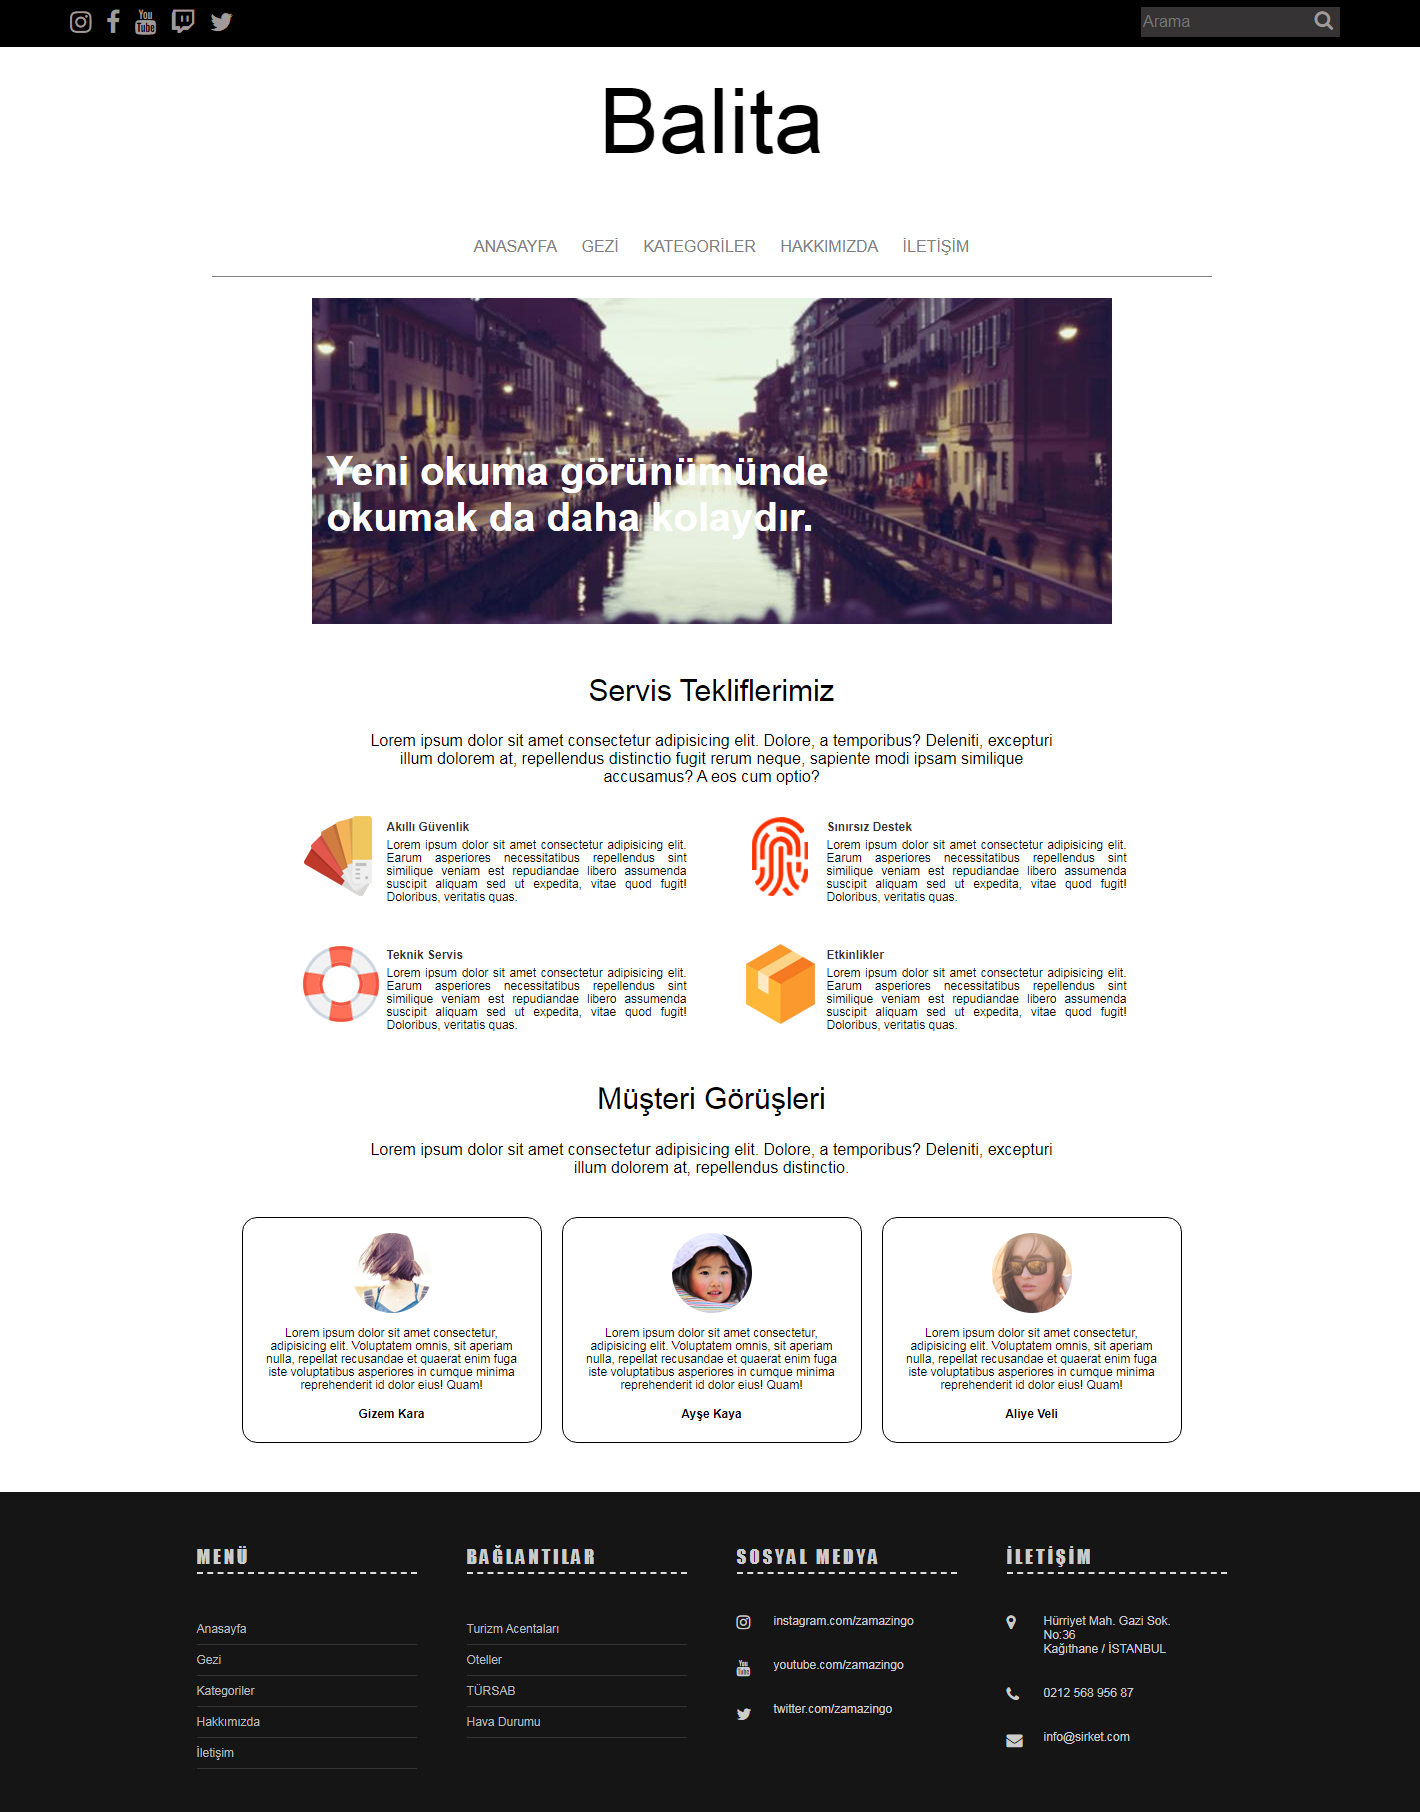 You
Tube
Arama
Balita
ANASAYFA GEZİ KATEGORİLER HAKKIMIZDA İLETİŞİM
Yeni okuma görünümünde
okumak da daha kolaydır.
Servis Tekliflerimiz
Lorem ipsum dolor sit amet consectetur adipisicing elit. Dolore, a temporibus? Deleniti, excepturi
illum dolorem at, repellendus distinctio fugit rerum neque, sapiente modi ipsam similique
accusamus? A eos cum optio?
Akıllı Güvenlik
Lorem ipsum dolor sit amet consectetur adipisicing elit.
Earum asperiores necessitatibus repellendus sint
similique veniam est repudiandae libero assumenda
suscipit aliquam sed ut expedita, vitae quod fugit!
Doloribus, veritatis quas.
Sınırsız Destek
Lorem ipsum dolor sit amet consectetur adipisicing elit.
Earum asperiores necessitatibus repellendus sint
similique veniam est repudiandae libero assumenda
suscipit aliquam sed ut expedita, vitae quod fugit!
Doloribus, veritatis quas.
Teknik Servis
Lorem ipsum dolor sit amet consectetur adipisicing elit.
Earum asperiores necessitatibus repellendus sint
similique veniam est repudiandae libero assumenda
suscipit aliquam sed ut expedita, vitae quod fugit!
Doloribus, veritatis quas.
Etkinlikler
Lorem ipsum dolor sit amet consectetur adipisicing elit.
Earum asperiores necessitatibus repellendus sint
similique veniam est repudiandae libero assumenda
suscipit aliquam sed ut expedita, vitae quod fugit!
Doloribus, veritatis quas.
Müşteri Görüşleri
Lorem ipsum dolor sit amet consectetur adipisicing elit. Dolore, a temporibus? Deleniti, excepturi
illum dolorem at, repellendus distinctio.
Lorem ipsum dolor sit amet consectetur,
adipisicing elit. Voluptatem omnis, sit aperiam
nulla, repellat recusandae et quaerat enim fuga
iste voluptatibus asperiores in cumque minima
reprehenderit id dolor eius! Quam!
Gizem Kara
Lorem ipsum dolor sit amet consectetur,
adipisicing elit. Voluptatem omnis, sit aperiam
nulla, repellat recusandae et quaerat enim fuga
iste voluptatibus asperiores in cumque minima
reprehenderit id dolor eius! Quam!
Ayşe Kaya
Lorem ipsum dolor sit amet consectetur,
adipisicing elit. Voluptatem omnis, sit aperiam
nulla, repellat recusandae et quaerat enim fuga
iste voluptatibus asperiores in cumque minima
reprehenderit id dolor eius! Quam!
Aliye Veli
MENÜ
Anasayfa
Gezi
Kategoriler
Hakkımızda
İletişim
BAĞLANTILAR
Turizm Acentaları
Oteller
TÜRSAB
Hava Durumu
SOSYAL MEDYA
instagram.com/zamazingo
You
Tube
youtube.com/zamazingo
twitter.com/zamazingo
İLETİŞİM
Hürriyet Mah. Gazi Sok.
No:36
Kağıthane / İSTANBUL
0212 568 956 87
info@sirket.com